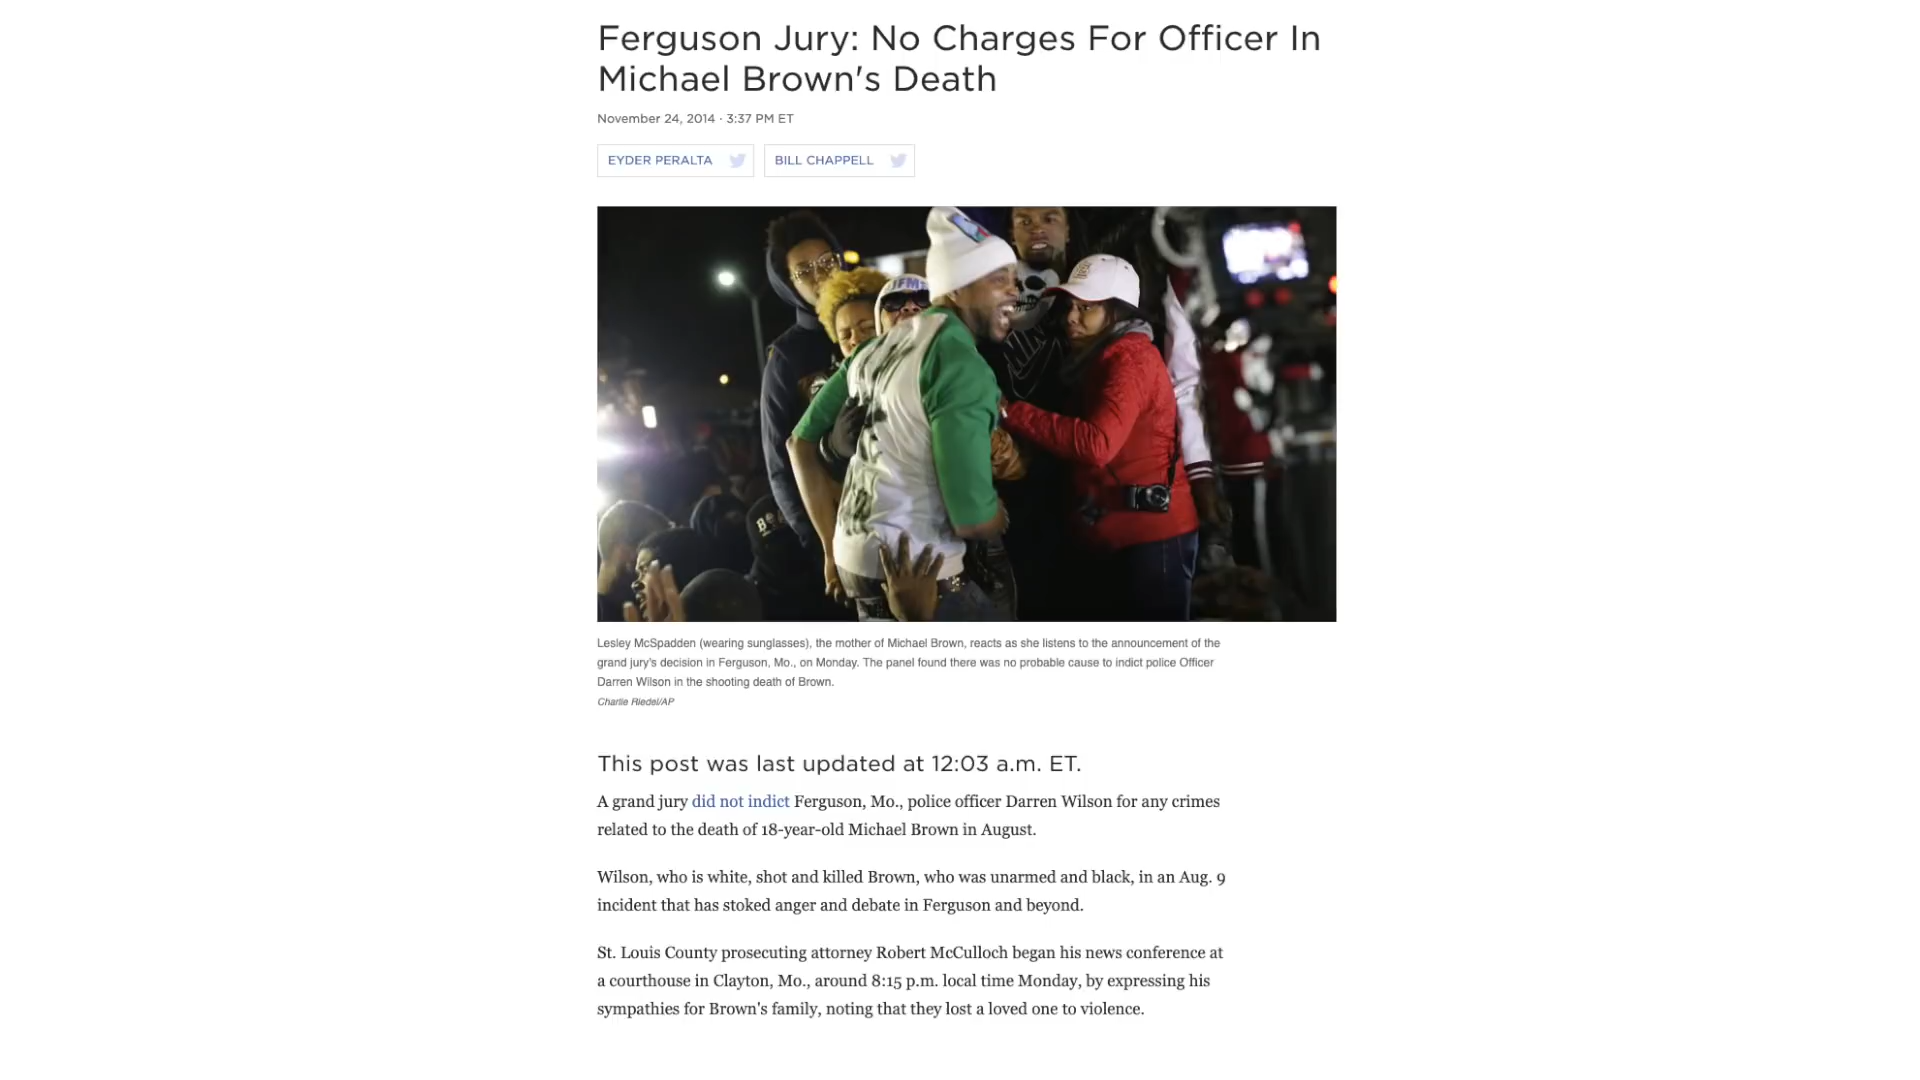 Ferguson Jury: No Charges For Officer In
Michael Brown's Death
November 24, 2014 · 3:37 PM ET
EYDER PERALTA
BILL CHAPPELL
IFM
Lesley McSpadden (wearing sunglasses), the mother of Michael Brown, reacts as she listens to the announcement of the
grand jury's decision in Ferguson, Mo., on Monday. The panel found there was no probable cause to indict police Officer
Darren Wilson in the shooting death of Brown.
Charlie Riedel/AP
This post was last updated at 12:03 a.m. ET.
A grand jury did not indict Ferguson, Mo., police officer Darren Wilson for any crimes
related to the death of 18-year-old Michael Brown in August.
Wilson, who is white, shot and killed Brown, who was unarmed and black, in an Aug. 9
incident that has stoked anger and debate in Ferguson and beyond.
St. Louis County prosecuting attorney Robert McCulloch began his news conference at
a courthouse in Clayton, Mo., around 8:15 p.m. local time Monday, by expressing his
sympathies for Brown's family, noting that they lost a loved one to violence.